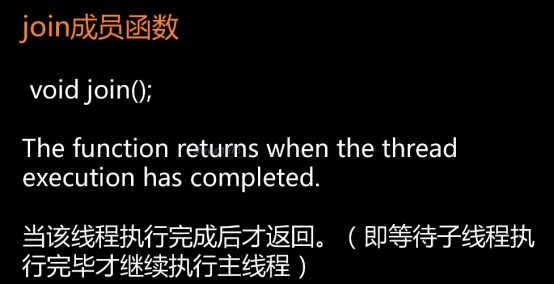 join成员函数
void join();
The function returns when the thread
execution has completed.
当该线程执行完成后才返回。（即等待子线程执
行完毕才继续执行主线程）